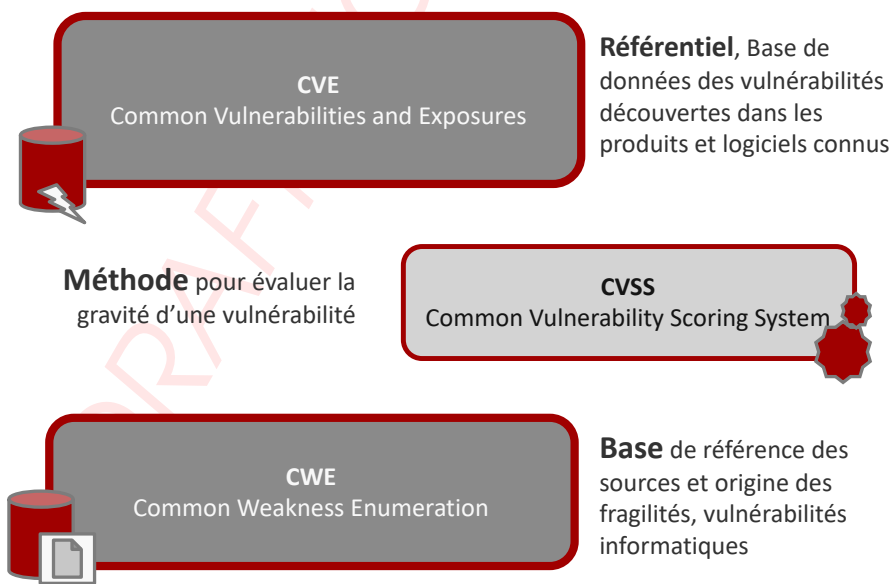 CVE
Common Vulnerabilities and Exposures
Référentiel, Base de
données des vulnérabilités
découvertes dans les
produits et logiciels connus
Méthode pour évaluer la
gravité d’une vulnérabilité
CVSS
Common Vulnerability Scoring System
CWE
Common Weakness Enumeration
Base de référence des
sources et origine des
fragilités, vulnérabilités
informatiques
DRAF